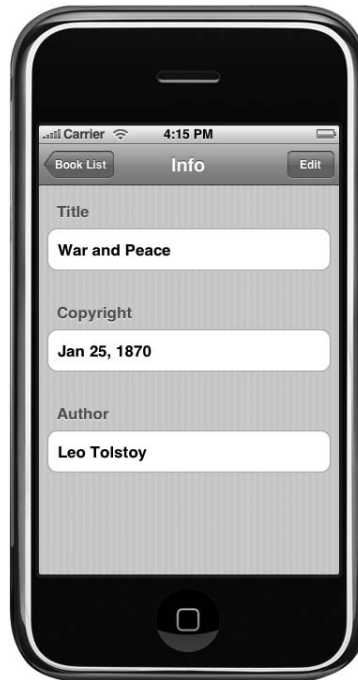 Carrier 4:15 PM
Book List Info Edit
Title
War and Peace
Copyright
Jan 25, 1870
Author
Leo Tolstoy